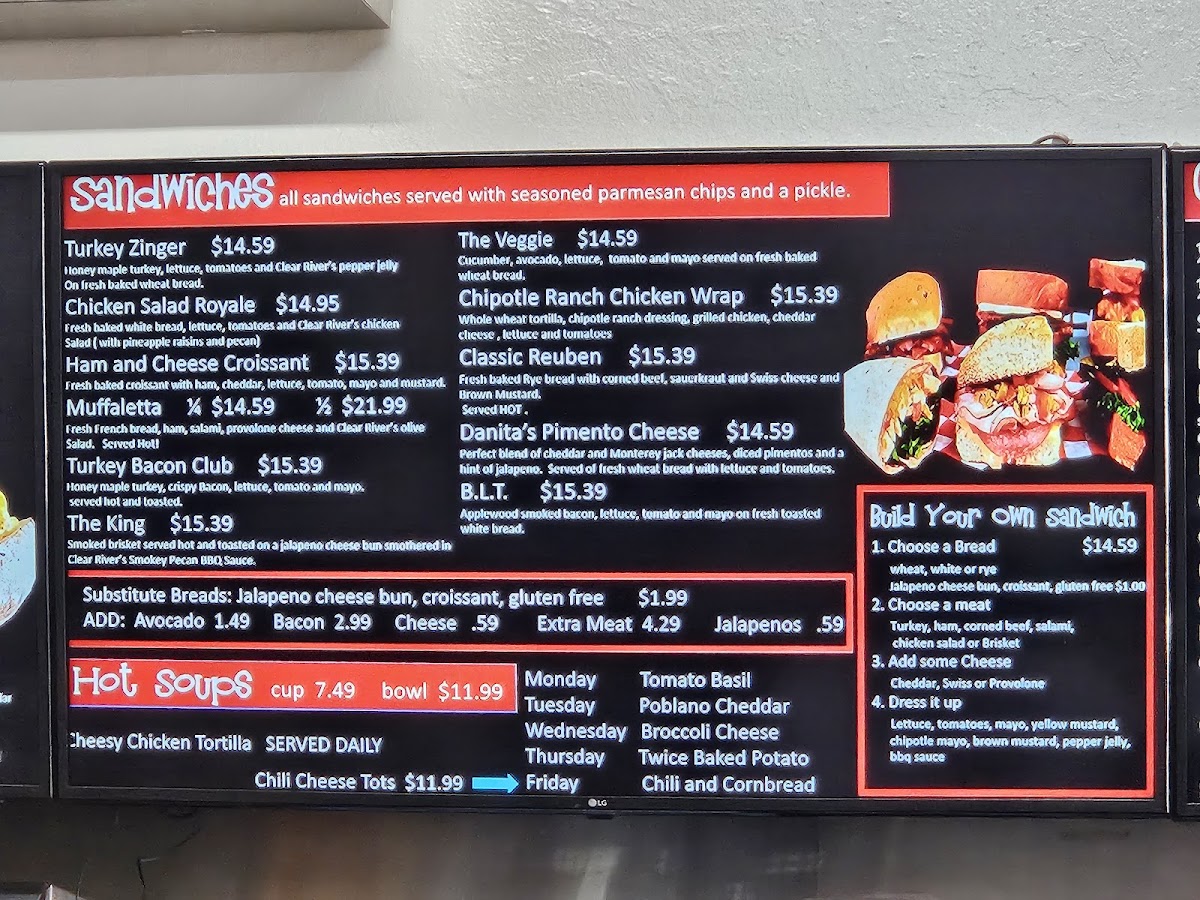 Sandwiches all sandwiches served with seasoned parmesan chips and a pickle.
Turkey Zinger $14.59
Honey maple turkey, lettuce, tomatoes and Clear River's pepper jelly
On fresh baked wheat bread.
Chicken Salad Royale $14.95
Fresh baked white bread, lettuce, tomatoes and Clear River's chicken
Salad ( with pineapple raisins and pecan)
Ham and Cheese Croissant $15.39
Fresh baked croissant with ham, cheddar, lettuce, tomato, mayo and mustard.
Muffaletta ¼ $14.59 ½ $21.99
Fresh French bread, ham, salami, provolone cheese and Clear River's olive
Salad. Served Hot!
Turkey Bacon Club $15.39
Honey maple turkey, crispy Bacon, lettuce, tomato and mayo.
served hot and toasted.
The King $15.39
Smoked brisket served hot and toasted on a jalapeno cheese bun smothered in
Clear River's Smokey Pecan BBQ Sauce.
The Veggie $14.59
Cucumber, avocado, lettuce, tomato and mayo served on fresh baked
wheat bread.
Chipotle Ranch Chicken Wrap $15.39
Whole wheat tortilla, chipotle ranch dressing, grilled chicken, cheddar
cheese , lettuce and tomatoes
Classic Reuben $15.39
Fresh baked Rye bread with corned beef, sauerkraut and Swiss cheese and
Brown Mustard.
Served HOT .
Danita's Pimento Cheese $14.59
Perfect blend of cheddar and Monterey jack cheeses, diced pimentos and a
hint of jalapeno. Served of fresh wheat bread with lettuce and tomatoes.
B.L.T. $15.39
Applewood smoked bacon, lettuce, tomato and mayo on fresh toasted
white bread.
Substitute Breads: Jalapeno cheese bun, croissant, gluten free $1.99
ADD: Avocado 1.49 Bacon 2.99 Cheese .59 Extra Meat 4.29 Jalapenos .59
Hot Soups cup 7.49 bowl $11.99
Cheesy Chicken Tortilla SERVED DAILY
Chili Cheese Tots $11.99
Monday Tomato Basil
Tuesday Poblano Cheddar
Wednesday Broccoli Cheese
Thursday Twice Baked Potato
Friday Chili and Cornbread
Build Your own sandwich
1. Choose a Bread $14.59
wheat, white or rye
Jalapeno cheese bun, croissant, gluten free $1.00
2. Choose a meat
Turkey, ham, corned beef, salami,
chicken salad or Brisket
3. Add some Cheese
Cheddar, Swiss or Provolone
4. Dress it up
Lettuce, tomatoes, mayo, yellow mustard,
chipotle mayo, brown mustard, pepper jelly,
bbq sauce
LG